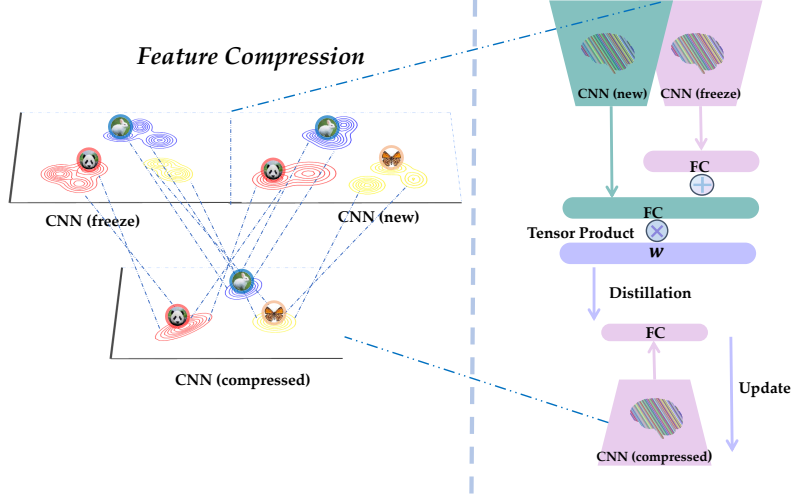 Feature Compression
CNN (freeze)
CNN (new)
CNN (compressed)
CNN (new)
CNN (freeze)
FC
FC
Tensor Product
w
Distillation
FC
Update
CNN (compressed)